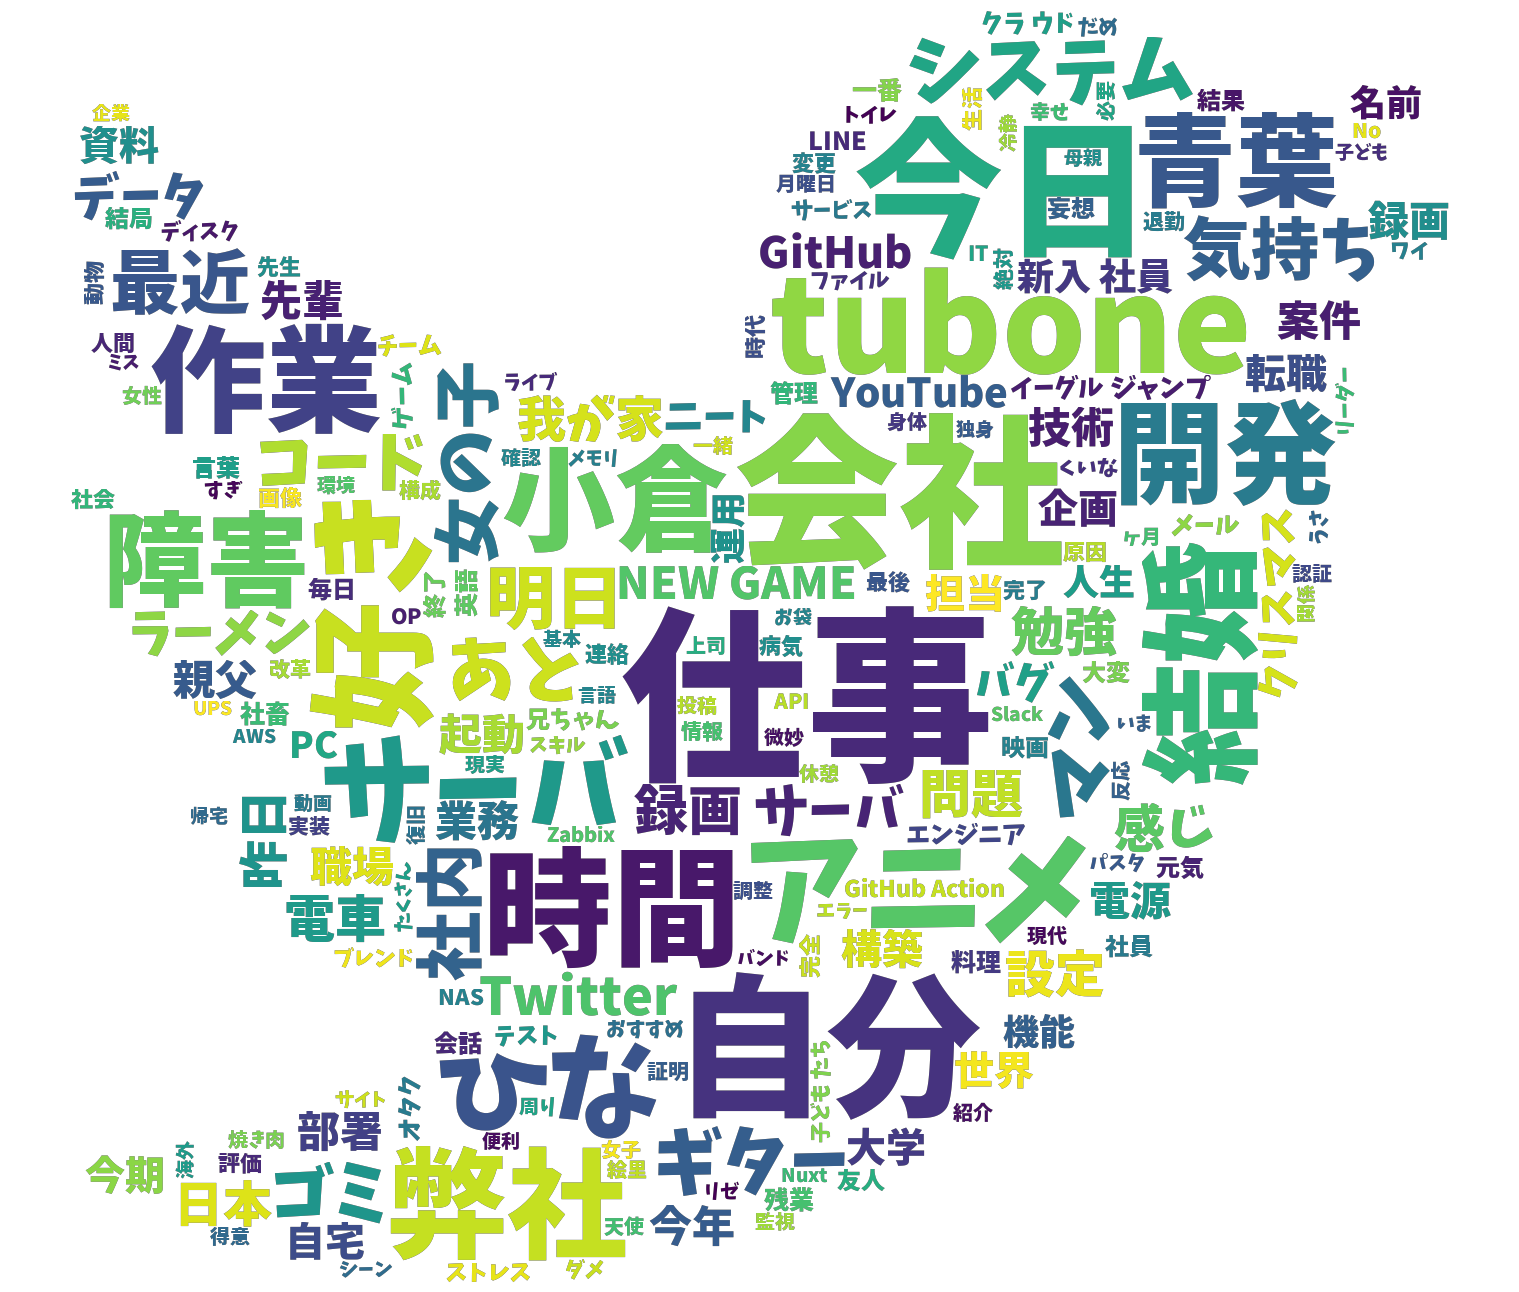 クラウド
だめ
システム
企業
一番
生活
必要
結果
名前
トイレ
冷静
幸せ
No
資料
LINE
今日
青葉
子ども
母親
変更
データ
月曜日
サービス
妄想
退勤
録画
結局
ディスク
気持ち
ワイ
GitHub
IT
絶対
新入社員
最近
先生
動物
先輩
ファイル
tubone
案件
時代
人間
ミス
作業
チーム
女性
ゲーム
女の子
ライブ
管理
YouTube
イーグルジャンプ
転職
リーダー
我が家
ニート
身体
独身
技術
開発
コード
一緒
確認
メモリ
小倉
会社
くいな
言葉
すぎ
環境
画像
構成
社会
運用
企画
ケ月
メール
うさ
障害
好き
原因
クリスマス
認証
毎日
終了
英語
明日
NEW GAME
最後
担当
完了
人生
結婚
関係
OP
ラーメン
あと
基本
連絡
お袋
仕事
上司
病気
勉強
親父
改革
言語
投稿
API
バグ
大変
UPS
社畜
起動
兄ちゃん
情報
Slack
マン
いま
AWS
PC
スキル
微妙
映画
サーバ
現実
休憩
問題
反応
動画
帰宅
昨日
実装
復旧
業務
録画サーバ
感じ
Zabbix
エンジニア
職場
社内
時間
アニメ
パスタ
元気
たくさん
調整
GitHub Action
電源
電車
エラー
ブレンド
バンド
完全
構築
現代
社員
料理
設定
NAS
Twitter
自分
会話
テスト
おすすめ
機能
ひな
証明
子どもたち
世界
サイト
オタク
周り
紹介
部署
焼き肉
海外
便利
女子
ギター
大学
今期
評価
ゴミ
弊社
絵里
Nuxt
友人
日本
リゼ
残業
得意
自宅
天使
今年
監視
シーン
ストレス
ダメ